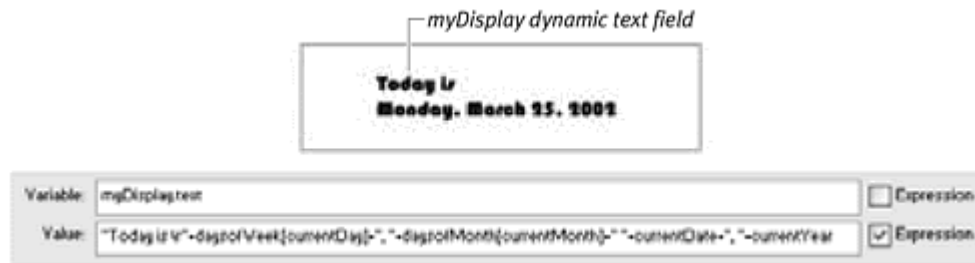 myDisplay dynamic text field
Today is
Monday, March 25, 2002
Variable: myDisplay.text Expression
Value: "Today is \r"+daysofWeek[currentDay]+", "+daysofMonth[currentMonth]+" "+currentDate+", "+currentYear Expression